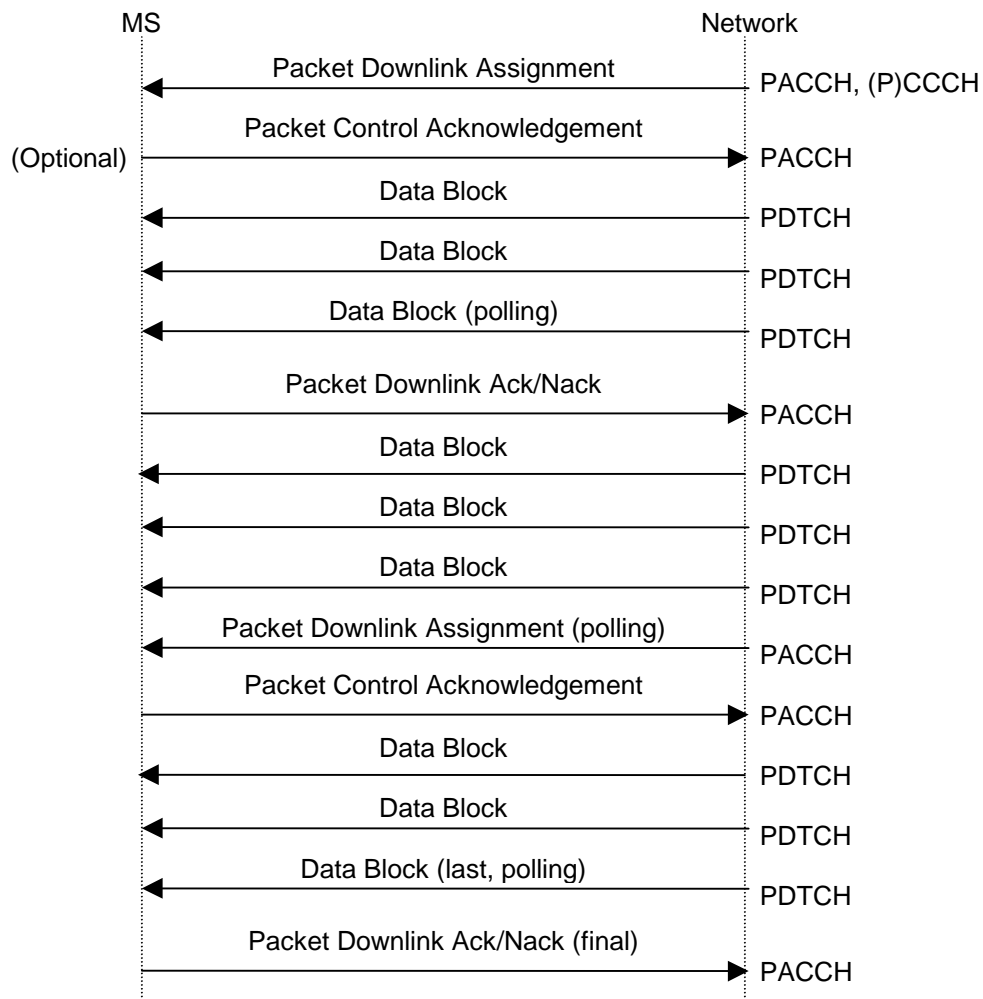 MS Network
Packet Downlink Assignment PACCH, (P)CCCH
Packet Control Acknowledgement
(Optional) PACCH
Data Block
PDTCH
Data Block
PDTCH
Data Block (polling)
PDTCH
Packet Downlink Ack/Nack
PACCH
Data Block
PDTCH
Data Block
PDTCH
Data Block
PDTCH
Packet Downlink Assignment (polling)
PACCH
Packet Control Acknowledgement
PACCH
Data Block
PDTCH
Data Block
PDTCH
Data Block (last, polling)
PDTCH
Packet Downlink Ack/Nack (final)
PACCH